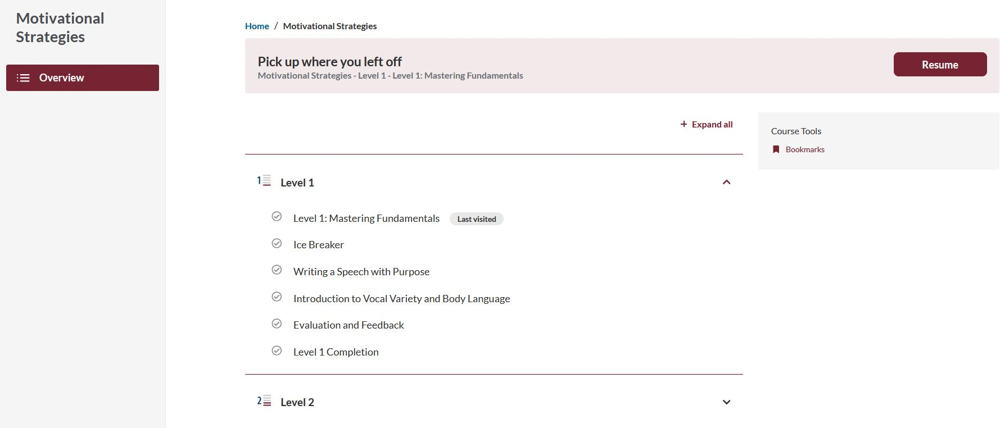 Motivational
Strategies
Overview
Home / Motivational Strategies
Pick up where you left off
Motivational Strategies - Level 1 - Level 1: Mastering Fundamentals
Resume
+ Expand all
Course Tools
Bookmarks
1 Level 1
Level 1: Mastering Fundamentals Last visited
Ice Breaker
Writing a Speech with Purpose
Introduction to Vocal Variety and Body Language
Evaluation and Feedback
Level 1 Completion
2 Level 2